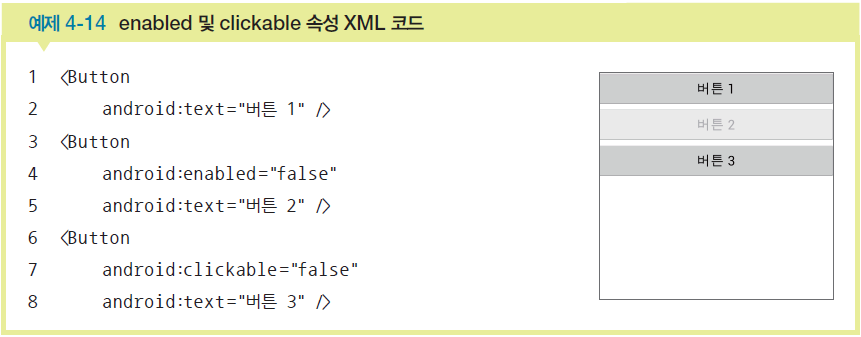 예제 4-14 enabled 및 clickable 속성 XML 코드
1 <Button
2 android:text="버튼 1" />
3 <Button
4 android:enabled="false"
5 android:text="버튼 2" />
6 <Button
7 android:clickable="false"
8 android:text="버튼 3" />
버튼 1
버튼 2
버튼 3